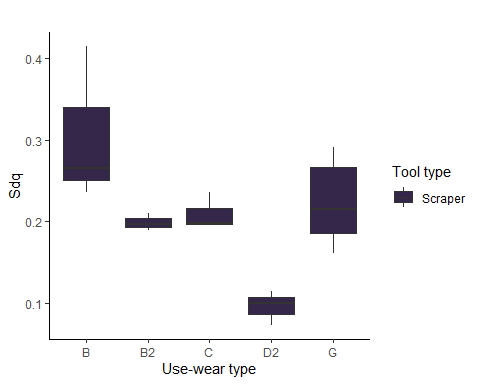 0.4
0.3
0.2
0.1
Sdq
B B2 C D2 G
Use-wear type
Tool type
Scraper